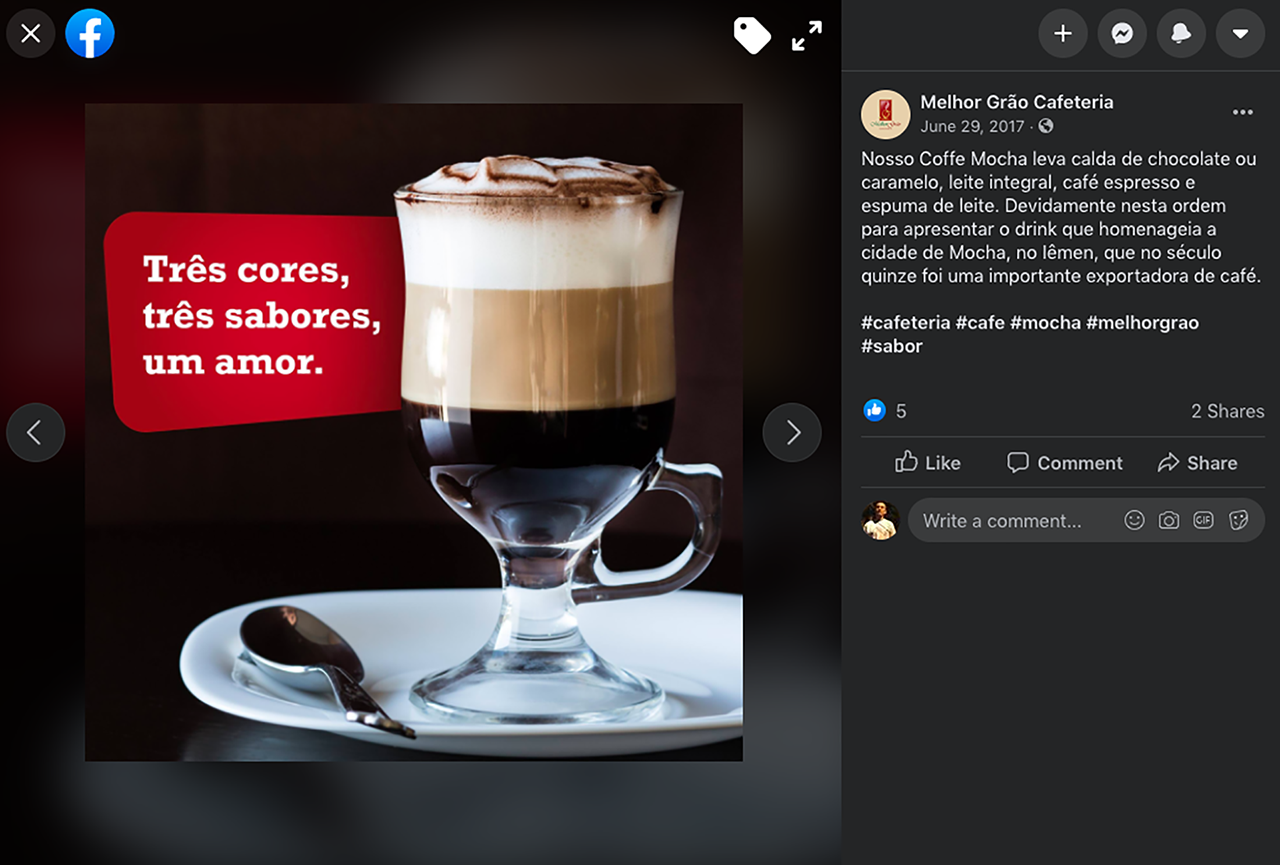 Três cores,
três sabores,
um amor.
Melhor Grão Cafeteria
June 29, 2017 ·
Nosso Coffe Mocha leva calda de chocolate ou
caramelo, leite integral, café espresso e
espuma de leite. Devidamente nesta ordem
para apresentar o drink que homenageia a
cidade de Mocha, no Iêmen, que no século
quinze foi uma importante exportadora de café.
#cafeteria #cafe #mocha #melhorgrao
#sabor
5
2 Shares
Like
Comment
Share
Write a comment...
GIF